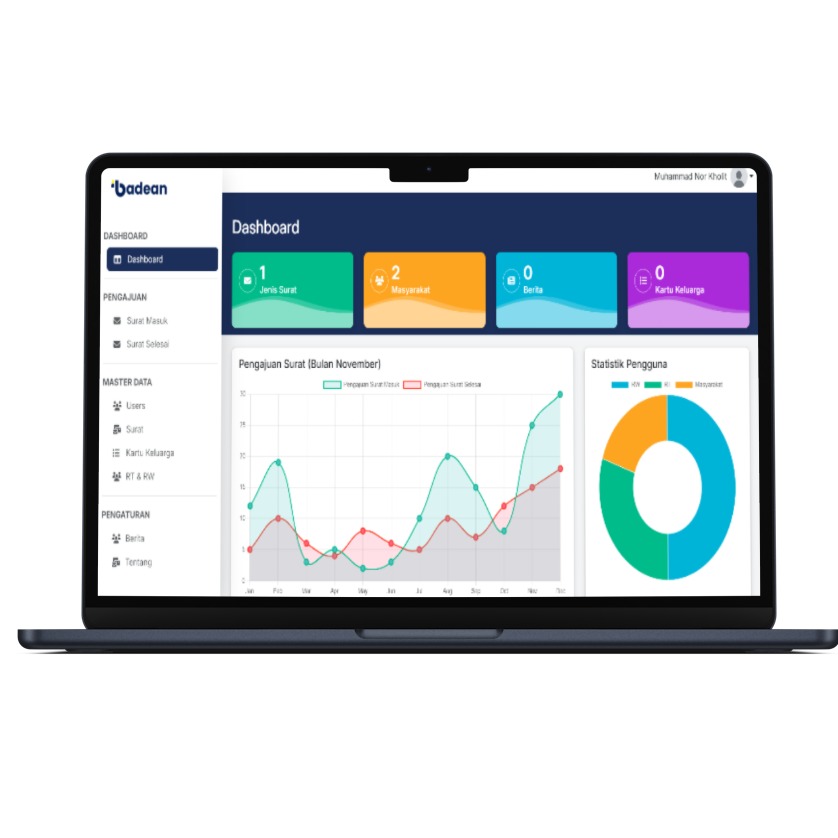 badean
Muhammad Nor Kholit
DASHBOARD
Dashboard
PENGAJUAN
Surat Masuk
Surat Selesai
MASTER DATA
Users
Surat
Kartu Keluarga
RT & RW
PENGATURAN
Berita
Tentang
Dashboard
1
Jenis Surat
2
Masyarakat
0
Berita
0
Kartu Keluarga
Pengajuan Surat (Bulan November)
Pengajuan Surat Masuk
Pengajuan Surat Selesai
30
25
20
15
10
5
0
Jan Feb Mar Apr May Jun Jul Aug Sep Oct Nov Dec
Statistik Pengguna
RW RT Masyarakat